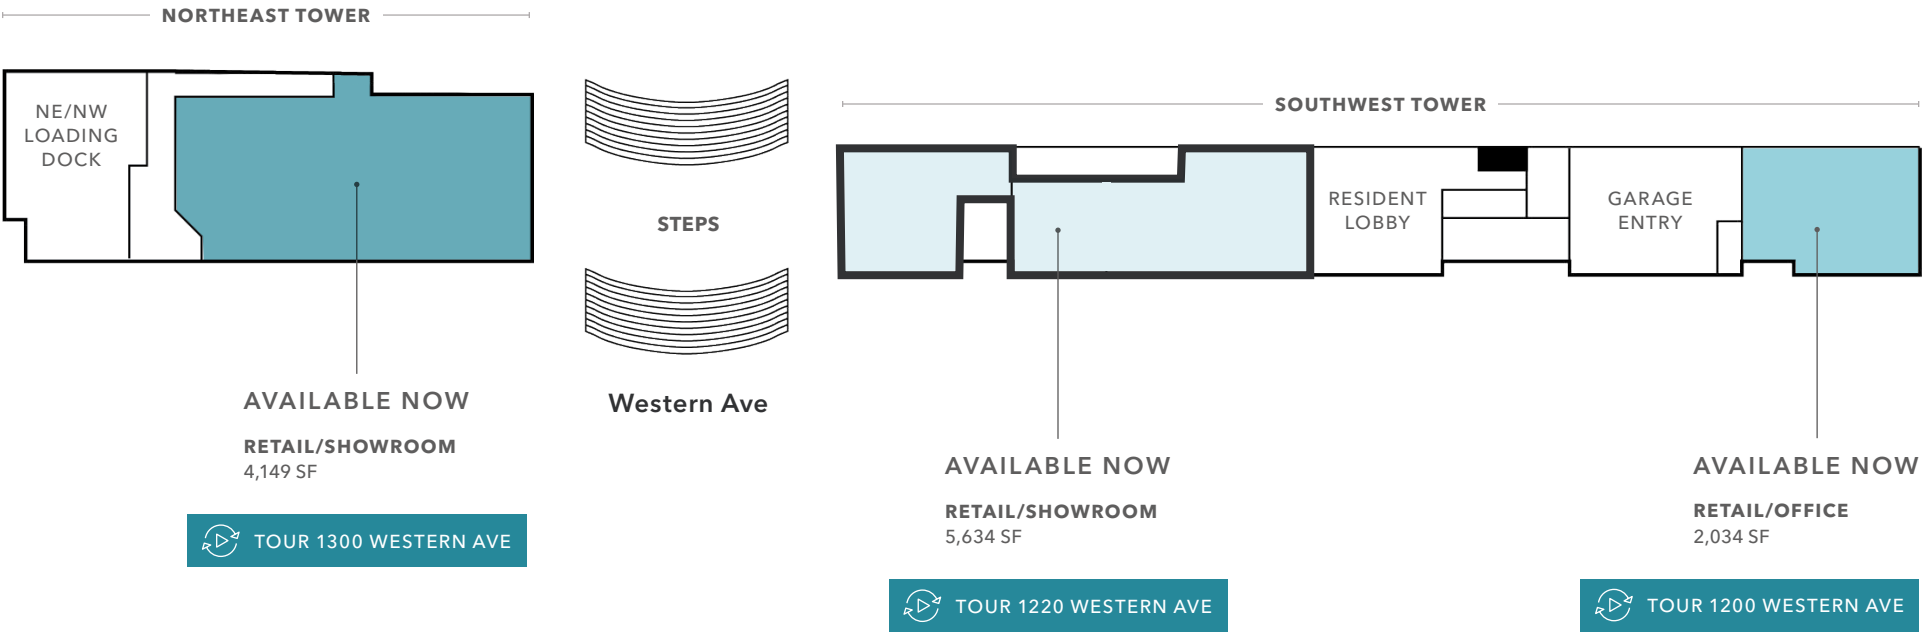 NORTHEAST TOWER
NE/NW
LOADING
DOCK
AVAILABLE NOW
RETAIL/SHOWROOM
4,149 SF
TOUR 1300 WESTERN AVE
STEPS
Western Ave
SOUTHWEST TOWER
RESIDENT
LOBBY
GARAGE
ENTRY
AVAILABLE NOW
RETAIL/SHOWROOM
5,634 SF
TOUR 1220 WESTERN AVE
AVAILABLE NOW
RETAIL/OFFICE
2,034 SF
TOUR 1200 WESTERN AVE